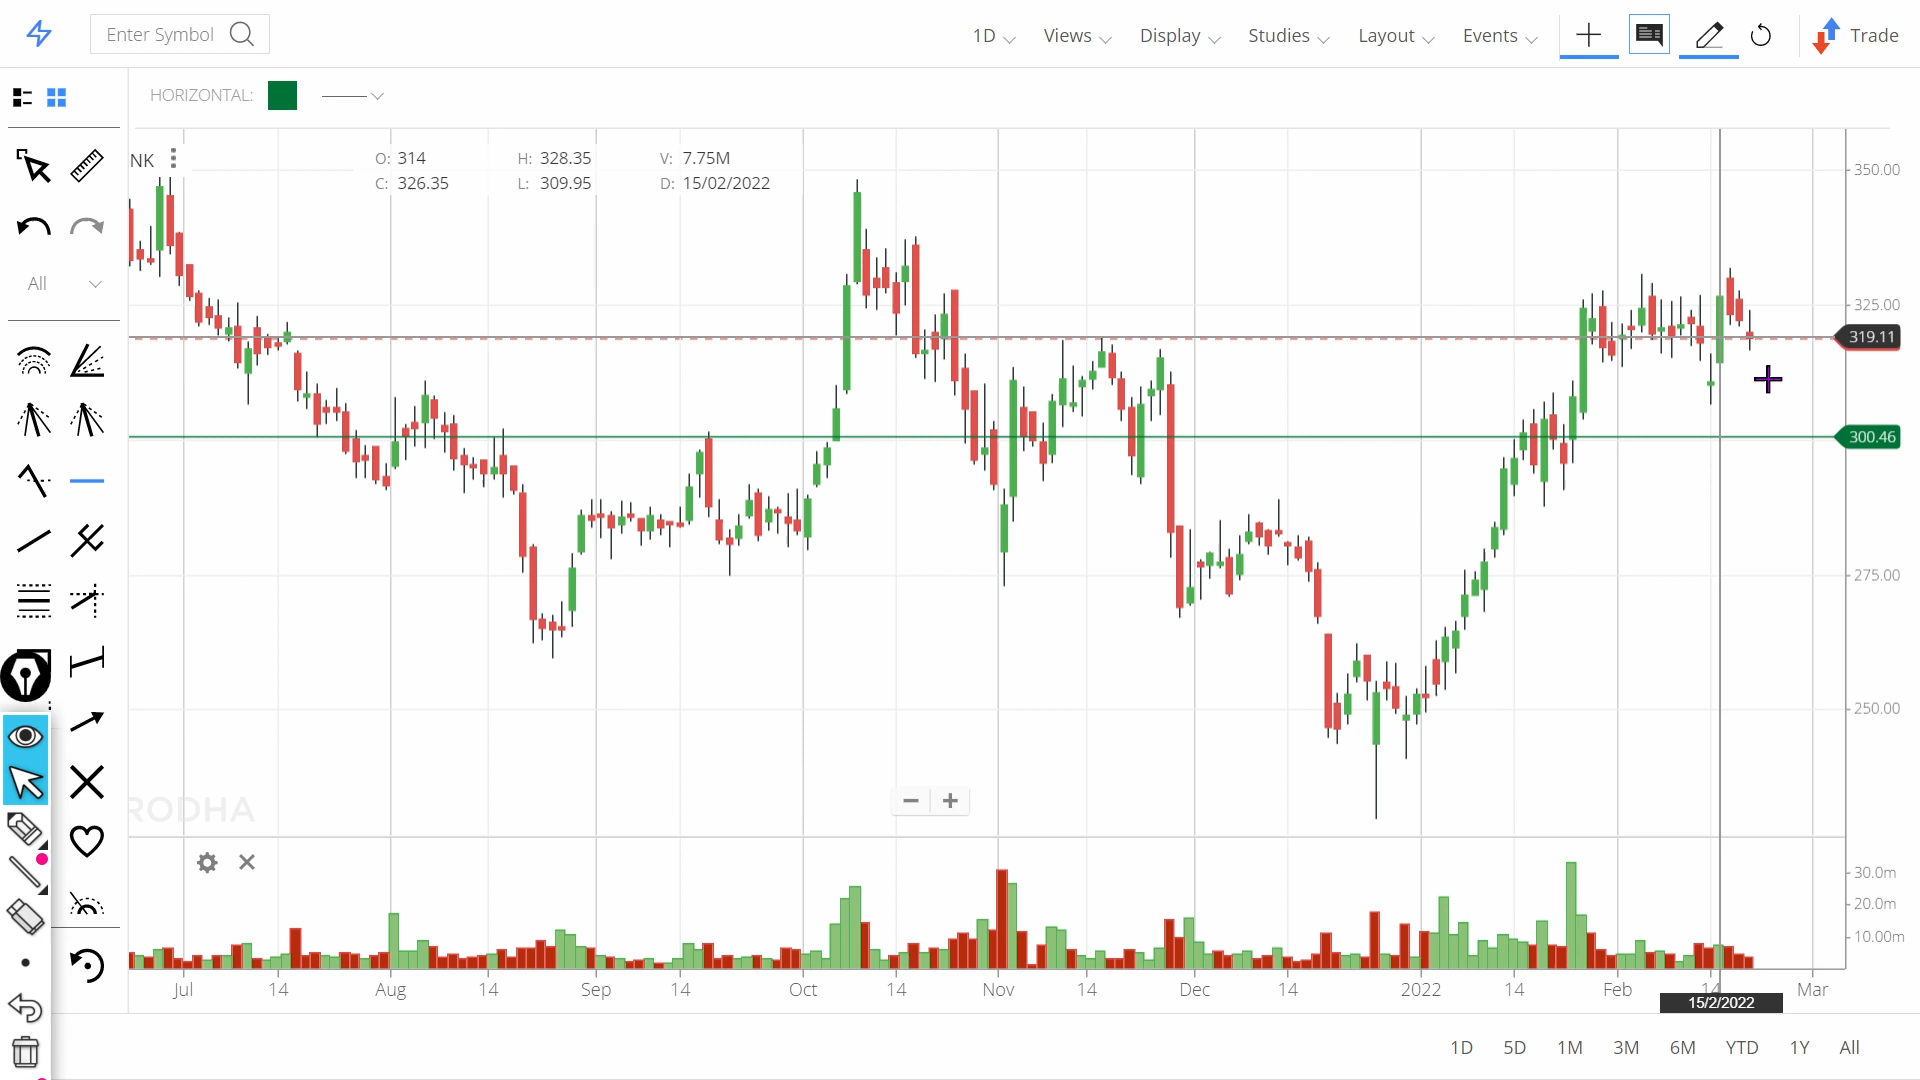 Enter Symbol
1D Views Display Studies Layout Events Trade
HORIZONTAL:
NK
O: 314 H: 328.35 V: 7.75M
C: 326.35 L: 309.95 D: 15/02/2022
All
350.00
325.00
319.11
300.46
275.00
250.00
RODHA
30.0m
20.0m
10.00m
Jul 14 Aug 14 Sep 14 Oct 14 Nov 14 Dec 14 2022 14 Feb 14 Mar
15/2/2022
1D 5D 1M 3M 6M YTD 1Y All